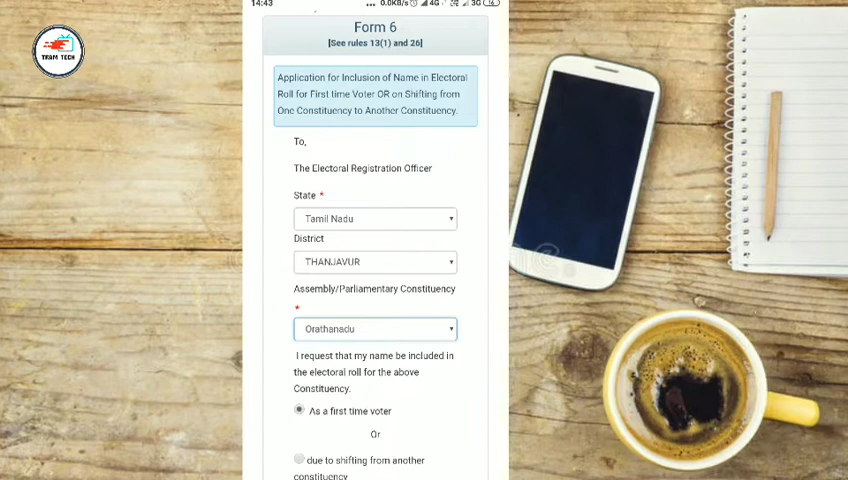 14:43
0.0KB/s 4G 3G
TRAM TECH
Form 6
[See rules 13(1) and 26]
Application for Inclusion of Name in Electoral
Roll for First time Voter OR on Shifting from
One Constituency to Another Constituency.
To,
The Electoral Registration Officer
State *
Tamil Nadu
District
THANJAVUR
Assembly/Parliamentary Constituency
*
Orathanadu
I request that my name be included in
the electoral roll for the above
Constituency.
As a first time voter
Or
due to shifting from another
constituency